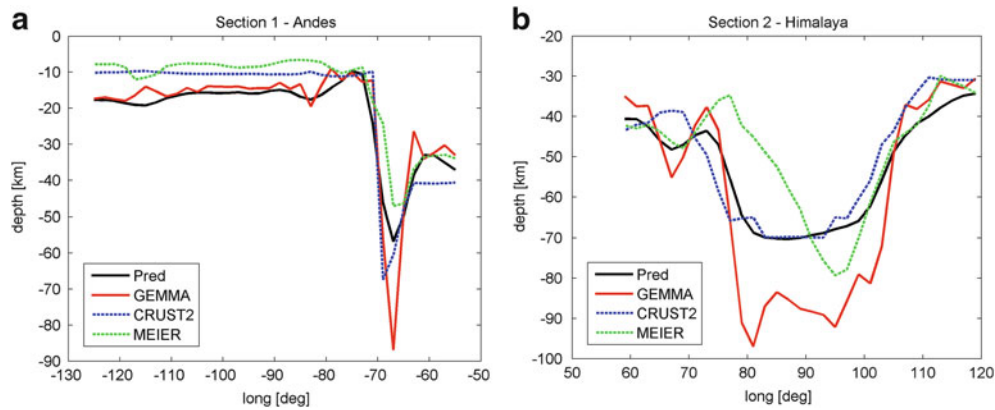 a
Section 1 - Andes
0
-10
-20
-30
-40
-50
-60
-70
-80
-90
depth [km]
Pred
GEMMA
CRUST2
MEIER
-130 -120 -110 -100 -90 -80 -70 -60 -50
long [deg]
b
Section 2 - Himalaya
-20
-30
-40
-50
-60
-70
-80
-90
-100
depth [km]
Pred
GEMMA
CRUST2
MEIER
50 60 70 80 90 100 110 120
long [deg]